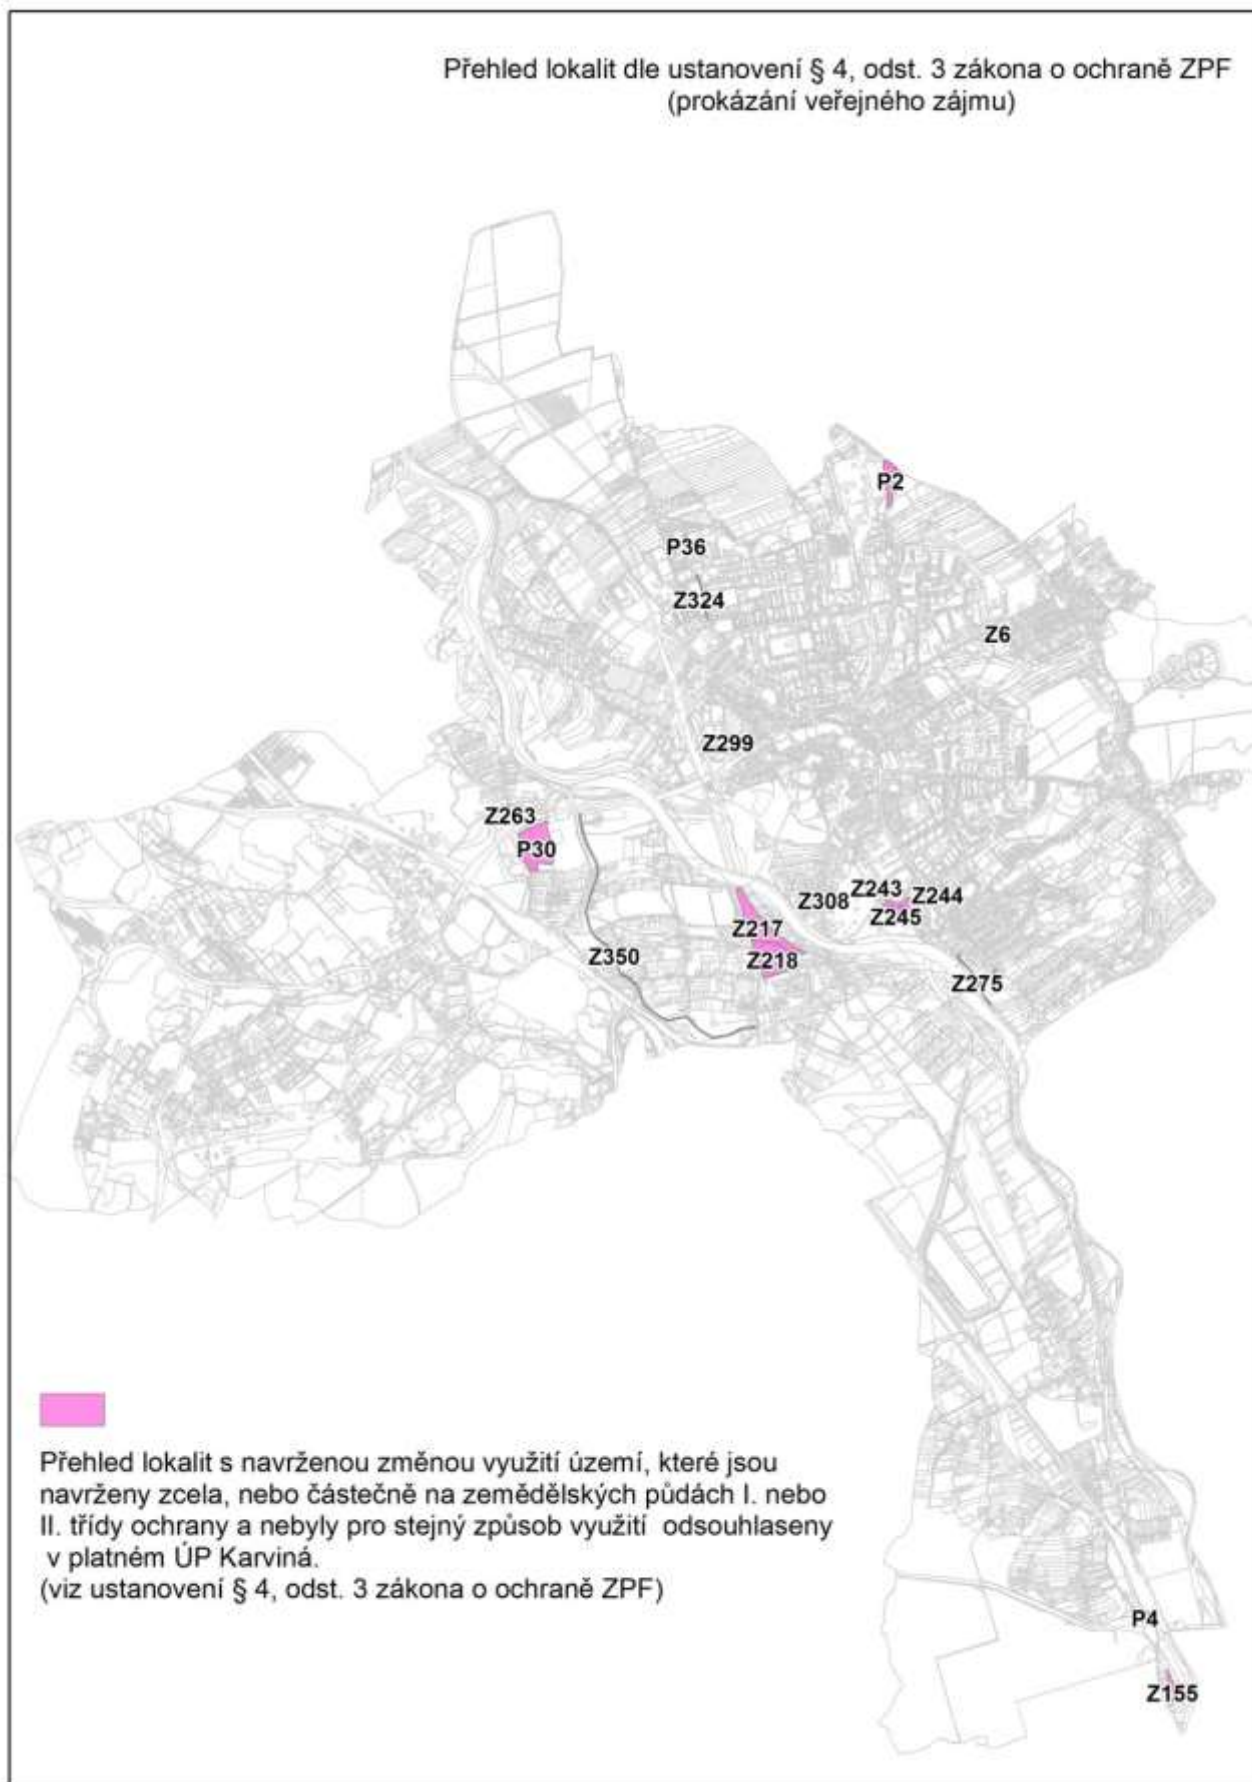 Přehled lokalit dle ustanovení § 4, odst. 3 zákona o ochraně ZPF
(prokázání veřejného zájmu)
P2
P36
Z324
Z6
Z299
Z263
P30
Z243
Z244
Z308
Z245
Z217
Z350
Z218
Z275
Přehled lokalit s navrženou změnou využití území, které jsou
navrženy zcela, nebo částečně na zemědělských půdách I. nebo
II. třídy ochrany a nebyly pro stejný způsob využití odsouhlaseny
v platném ÚP Karviná.
(viz ustanovení § 4, odst. 3 zákona o ochraně ZPF)
P4
Z155